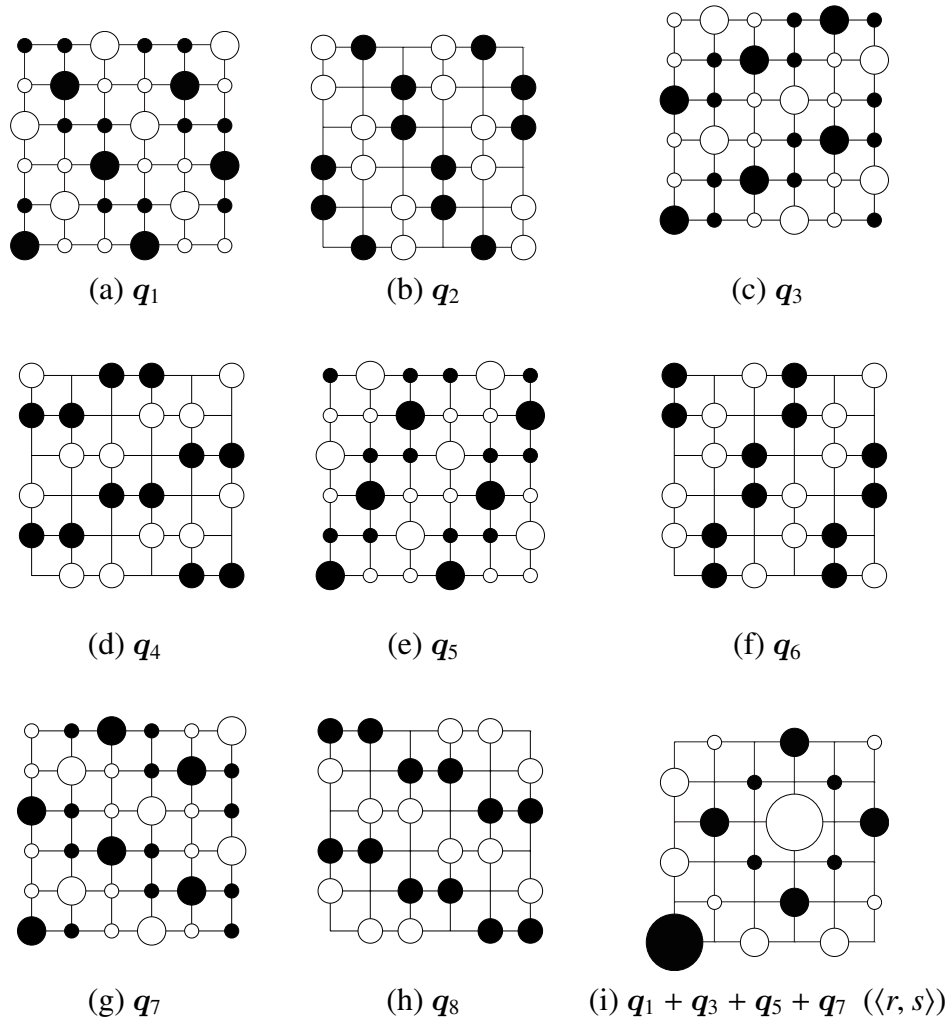 (a) q1
(b) q2
(c) q3
(d) q4
(e) q5
(f) q6
(g) q7
(h) q8
(i) q1 + q3 + q5 + q7 (⟨r, s⟩)